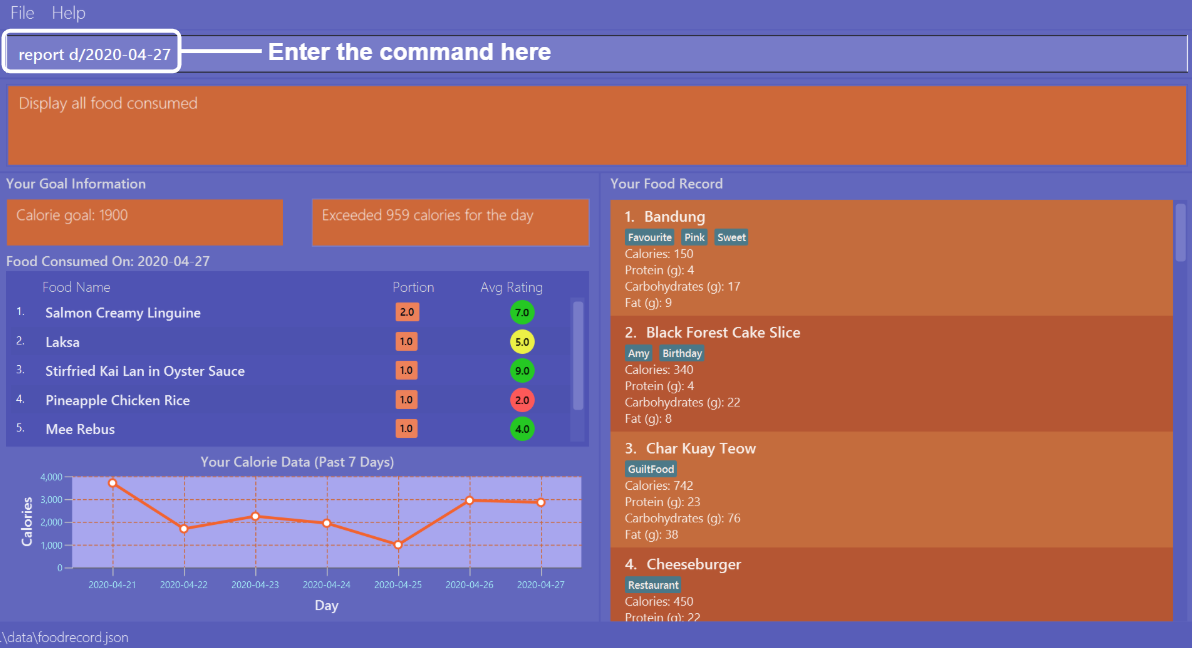 File Help
report d/2020-04-27
Enter the command here
Display all food consumed
Your Goal Information
Calorie goal: 1900
Exceeded 959 calories for the day
Food Consumed On: 2020-04-27
Food Name Portion Avg Rating
1. Salmon Creamy Linguine 2.0 7.0
2. Laksa 1.0 5.0
3. Stirfried Kai Lan in Oyster Sauce 1.0 9.0
4. Pineapple Chicken Rice 1.0 2.0
5. Mee Rebus 1.0 4.0
Your Calorie Data (Past 7 Days)
Calories
4,000
3,000
2,000
1,000
0
2020-04-21 2020-04-22 2020-04-23 2020-04-24 2020-04-25 2020-04-26 2020-04-27
Day
Your Food Record
1. Bandung
Favourite Pink Sweet
Calories: 150
Protein (g): 4
Carbohydrates (g): 17
Fat (g): 9
2. Black Forest Cake Slice
Amy Birthday
Calories: 340
Protein (g): 4
Carbohydrates (g): 22
Fat (g): 8
3. Char Kuay Teow
GuiltFood
Calories: 742
Protein (g): 23
Carbohydrates (g): 76
Fat (g): 38
4. Cheeseburger
Restaurant
Calories: 450
Protein (g): 22
.\data\foodrecord.json